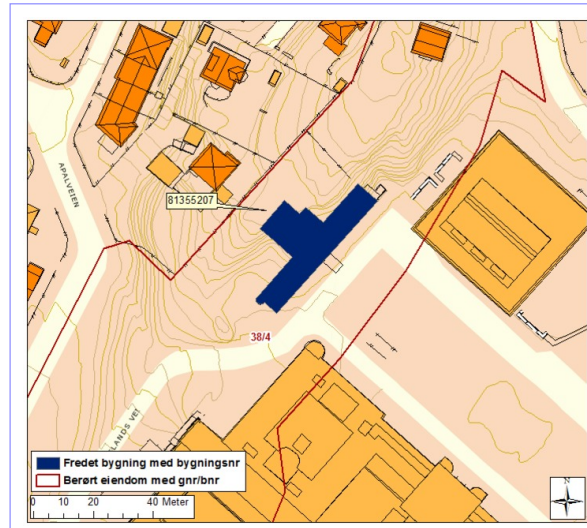 APALVEIEN
81355207
38/4
LANDS VEI
Fredet bygning med bygningsnr
Berørt eiendom med gnr/bnr
0 10 20 40 Meter
N